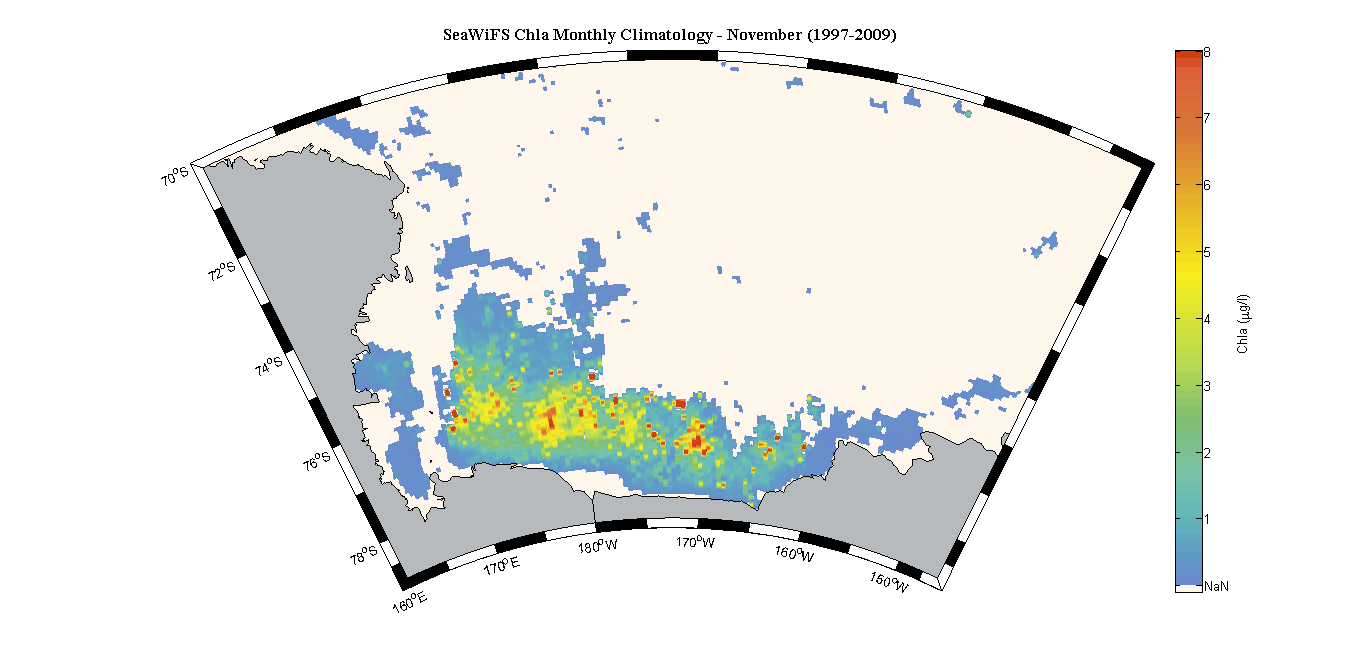 SeaWiFS Chla Monthly Climatology - November (1997-2009)
70°S
72°S
74°S
76°S
78°S
160°E
170°E
180°W
170°W
160°W
150°W
8
7
6
5
4
3
2
1
NaN
Chla (µg/l)